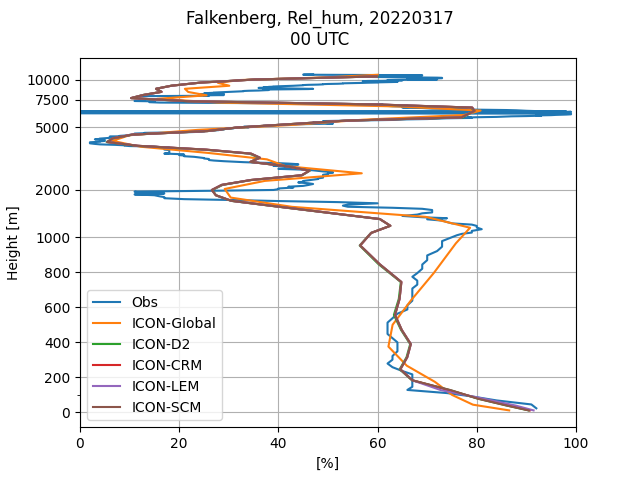 Falkenberg, Rel_hum, 20220317
00 UTC
10000
7500
5000
2000
1000
800
600
400
200
0
Height [m]
Obs
ICON-Global
ICON-D2
ICON-CRM
ICON-LEM
ICON-SCM
0 20 40 60 80 100
[%]